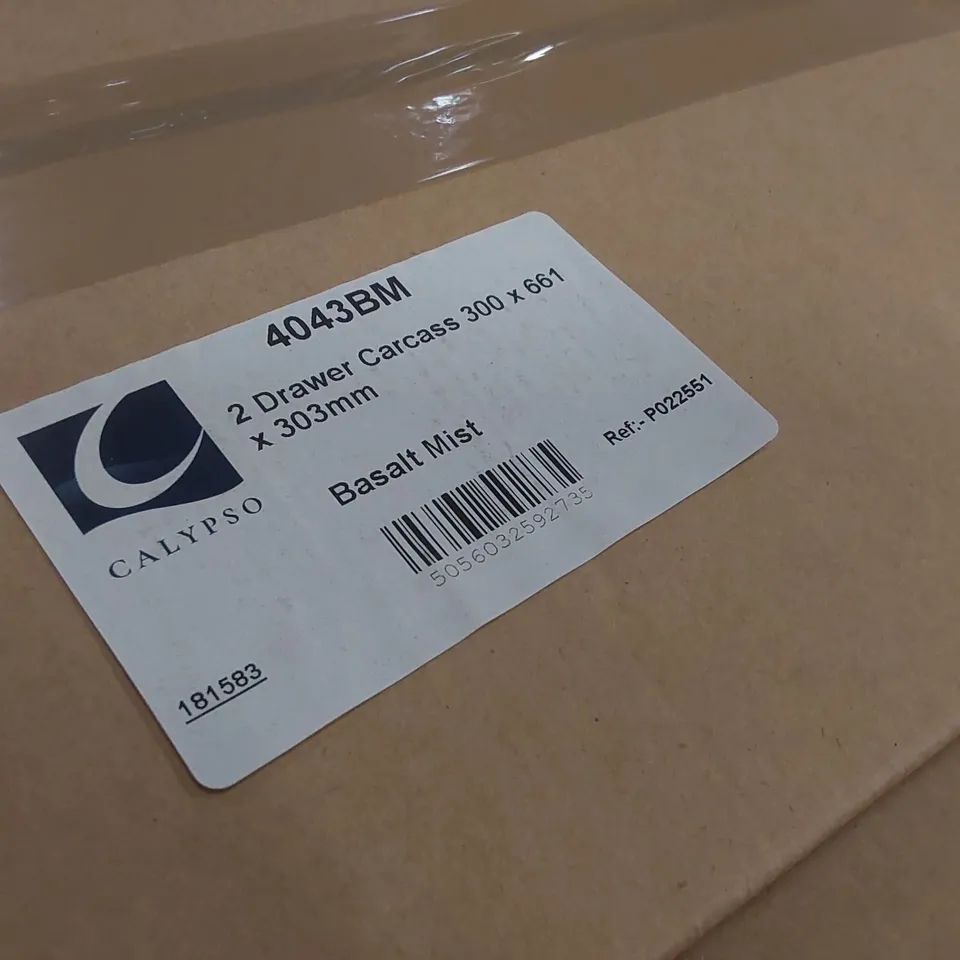 4043BM
2 Drawer Carcass 300 x 661
x 303mm
Basalt Mist
Ref:- P022551
5056032592735
CALYPSO
181583